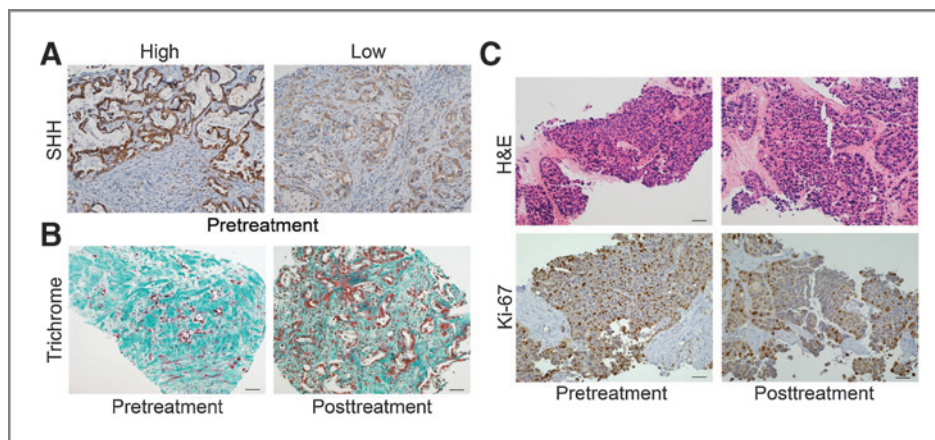 A
High
Low
SHH
Pretreatment
B
Trichrome
Pretreatment
Posttreatment
C
H&E
Ki-67
Pretreatment
Posttreatment